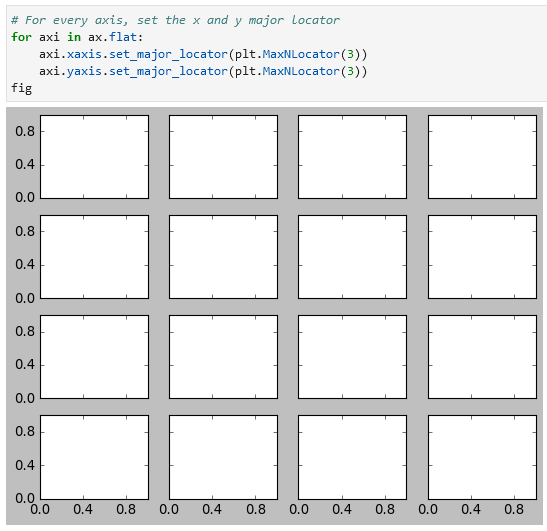 # For every axis, set the x and y major locator
for axi in ax.flat:
    axi.xaxis.set_major_locator(plt.MaxNLocator(3))
    axi.yaxis.set_major_locator(plt.MaxNLocator(3))
fig
0.8
0.4
0.0
0.8
0.4
0.0
0.8
0.4
0.0
0.8
0.4
0.0
0.0 0.4 0.8 0.0 0.4 0.8 0.0 0.4 0.8 0.0 0.4 0.8